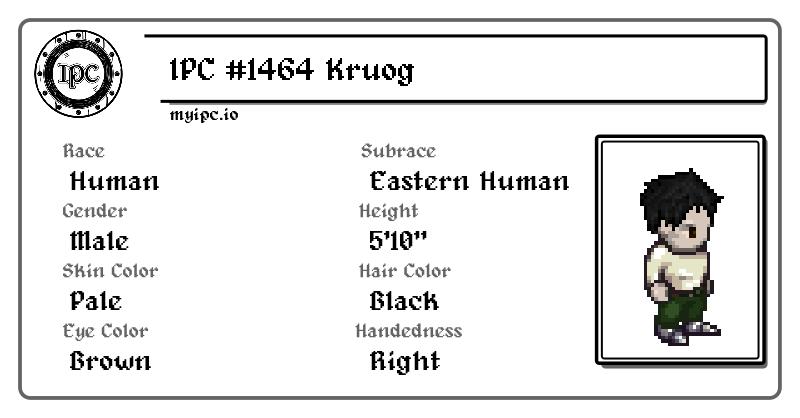 IPC
IPC #1464 Kruog
myipc.io
Race
Human
Subrace
Eastern Human
Gender
Male
Height
5'10"
Skin Color
Pale
Hair Color
Black
Eye Color
Brown
Handedness
Right